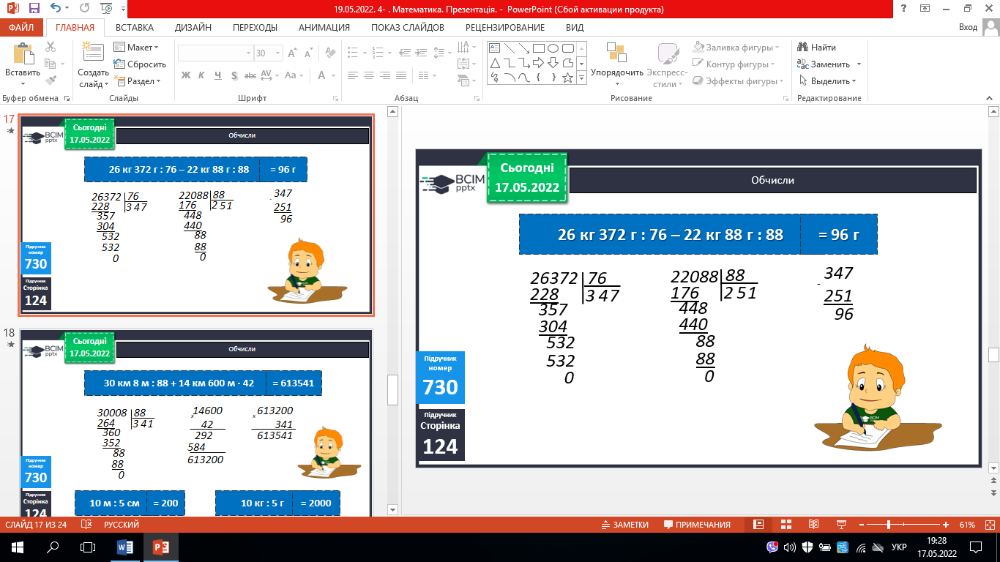 19.05.2022. 4- . Математика. Презентація. - PowerPoint (Сбой активации продукта)
ФАЙЛ ГЛАВНАЯ ВСТАВКА ДИЗАЙН ПЕРЕХОДЫ АНИМАЦИЯ ПОКАЗ СЛАЙДОВ РЕЦЕНЗИРОВАНИЕ ВИД Вход
Вставить
Создать слайд
Макет
Сбросить
Раздел
30
Ж К Ч S abc AV Aa A
Упорядочить
Экспресс-стили
Заливка фигуры
Контур фигуры
Эффекты фигуры
Найти
Заменить
Выделить
Буфер обмена Слайды Шрифт Абзац Рисование Редактирование
17
BCIM pptx
Сьогодні
17.05.2022
Обчисли
26 кг 372 г : 76 – 22 кг 88 г : 88 = 96 г
26372 76
228 3 47
357
304
532
532
0
22088 88
176 2 51
448
440
88
88
0
347
-
251
96
Підручник
номер
730
Підручник
Сторінка
124
18
BCIM pptx
Сьогодні
17.05.2022
Обчисли
30 км 8 м : 88 + 14 км 600 м · 42 = 613541
30008 88
264 3 41
360
352
88
88
0
14600
x
42
292
584
613200
613200
x
341
613541
Підручник
номер
730
Підручник
Сторінка
124
10 м : 5 см = 200
10 кг : 5 г = 2000
BCIM
pptx
Сьогодні
17.05.2022
Обчисли
26 кг 372 г : 76 – 22 кг 88 г : 88 = 96 г
26372 76
228 3 47
357
304
532
532
0
22088 88
176 2 51
448
440
88
88
0
347
-
251
96
Підручник
номер
730
Підручник
Сторінка
124
СЛАЙД 17 ИЗ 24 РУССКИЙ ЗАМЕТКИ ПРИМЕЧАНИЯ 61%
УКР
19:28
17.05.2022